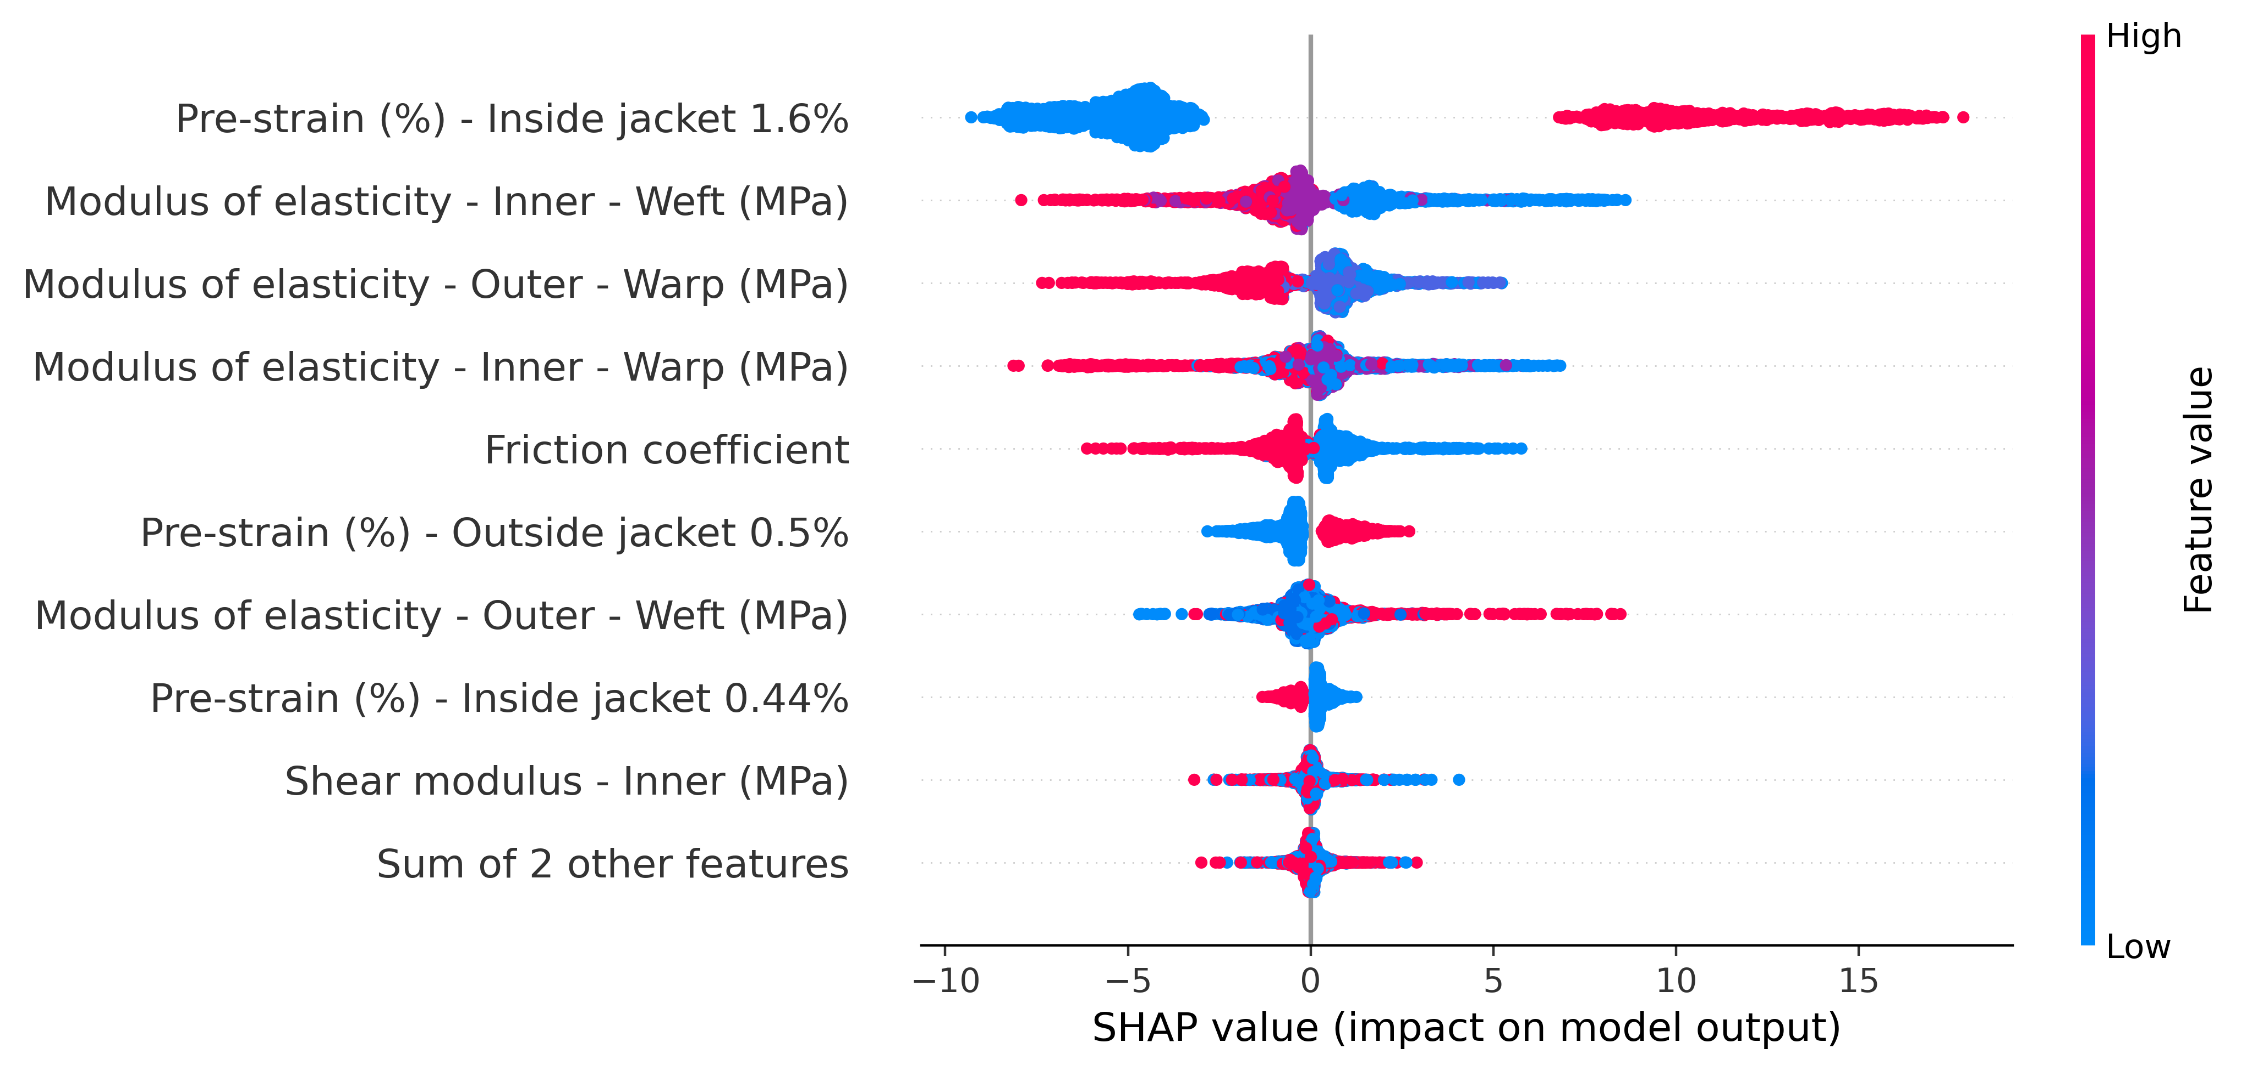 High
Pre-strain (%) - Inside jacket 1.6%
Modulus of elasticity - Inner - Weft (MPa)
Modulus of elasticity - Outer - Warp (MPa)
Modulus of elasticity - Inner - Warp (MPa)
Friction coefficient
Pre-strain (%) - Outside jacket 0.5%
Modulus of elasticity - Outer - Weft (MPa)
Pre-strain (%) - Inside jacket 0.44%
Shear modulus - Inner (MPa)
Sum of 2 other features
Feature value
Low
−10 −5 0 5 10 15
SHAP value (impact on model output)